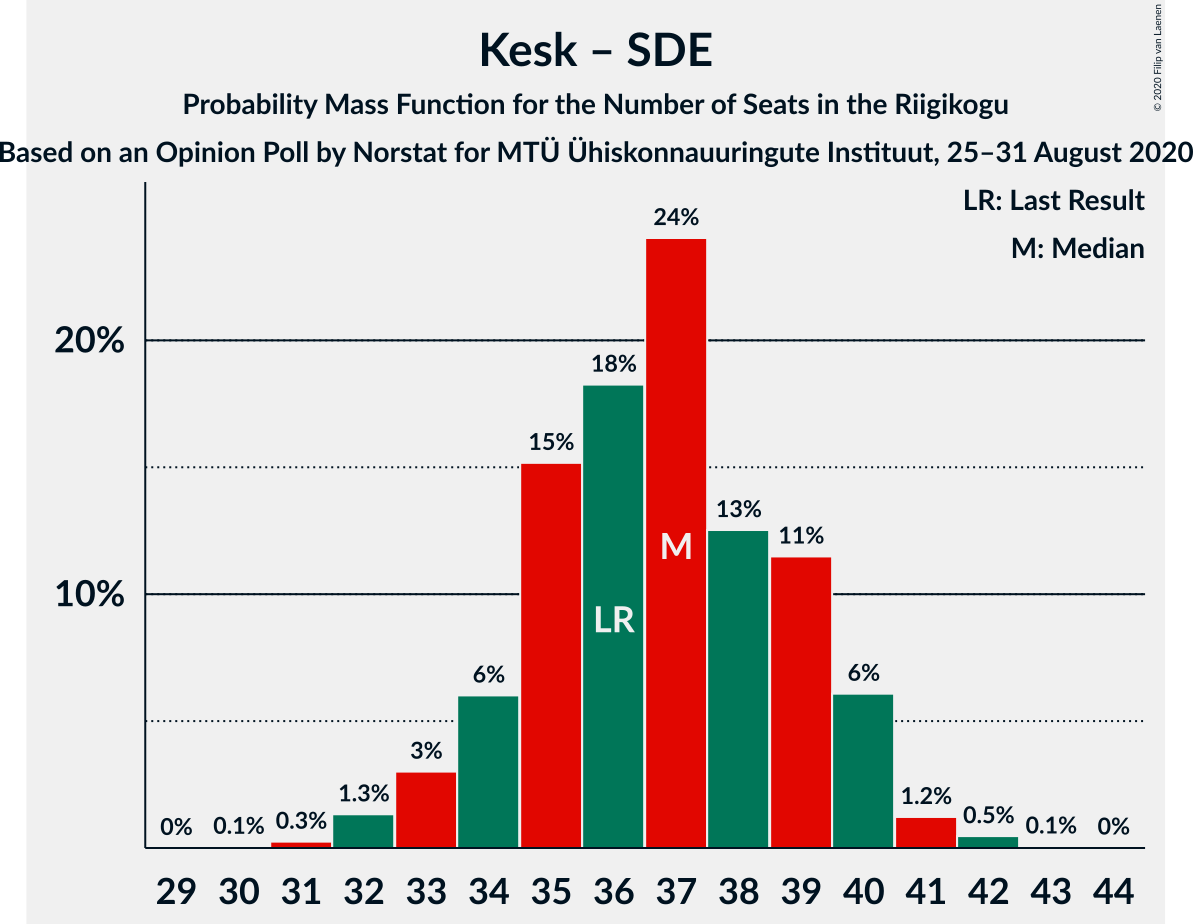 Kesk – SDE
Probability Mass Function for the Number of Seats in the Riigikogu
Based on an Opinion Poll by Norstat for MTÜ Ühiskonnauuringute Instituut, 25–31 August 2020
© 2020 Filip van Laenen
LR: Last Result
M: Median
24%
20%
18%
15%
13%
11%
M
10%
LR
6%
6%
3%
1.3%
1.2%
0.5%
0.3%
0.1%
0.1%
0%
0%
29 30 31 32 33 34 35 36 37 38 39 40 41 42 43 44